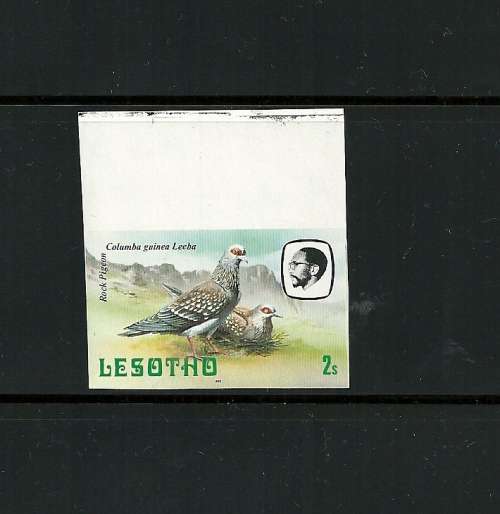 Columba guinea Leeba
Rock Pigeon
LESOTHO
2s